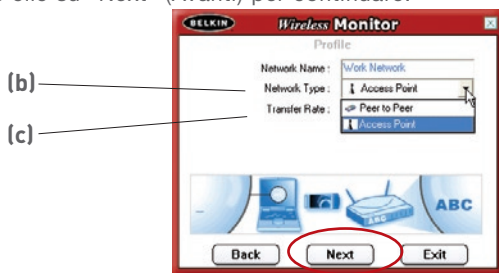 clic su "Next" (Avanti) per continuare.
BELKIN Wireless Monitor
Profile
Network Name : Work Network
(b) Network Type : Access Point
(c) Transfer Rate : Peer to Peer
Access Point
ABC
Back Next Exit